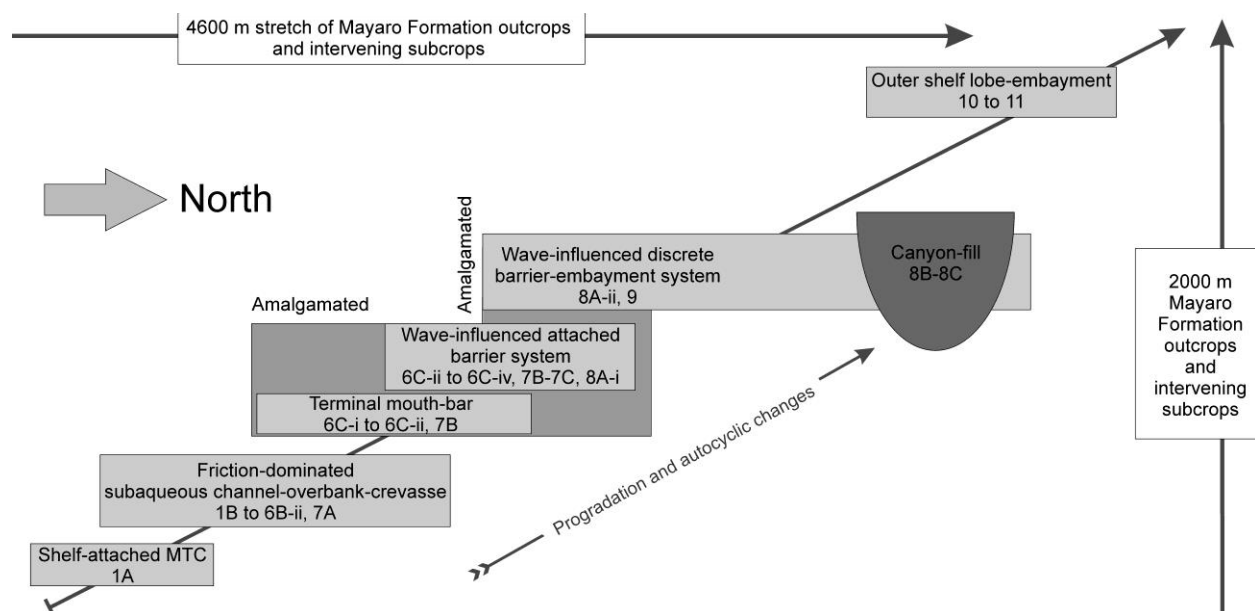 4600 m stretch of Mayaro Formation outcrops
and intervening subcrops
Outer shelf lobe-embayment
10 to 11
North
Amalgamated
Wave-influenced discrete
barrier-embayment system
8A-ii, 9
Canyon-fill
8B-8C
2000 m
Mayaro
Formation
outcrops
and
intervening
subcrops
Amalgamated
Wave-influenced attached
barrier system
6C-ii to 6C-iv, 7B-7C, 8A-i
Terminal mouth-bar
6C-i to 6C-ii, 7B
Progradation and autocyclic changes
Friction-dominated
subaqueous channel-overbank-crevasse
1B to 6B-ii, 7A
Shelf-attached MTC
1A